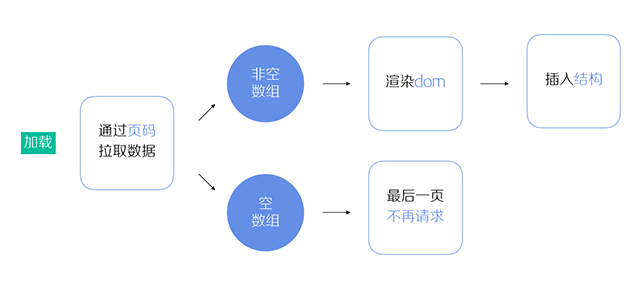 加载
通过页码
拉取数据
非空
数组
渲染dom
插入结构
空
数组
最后一页
不再请求